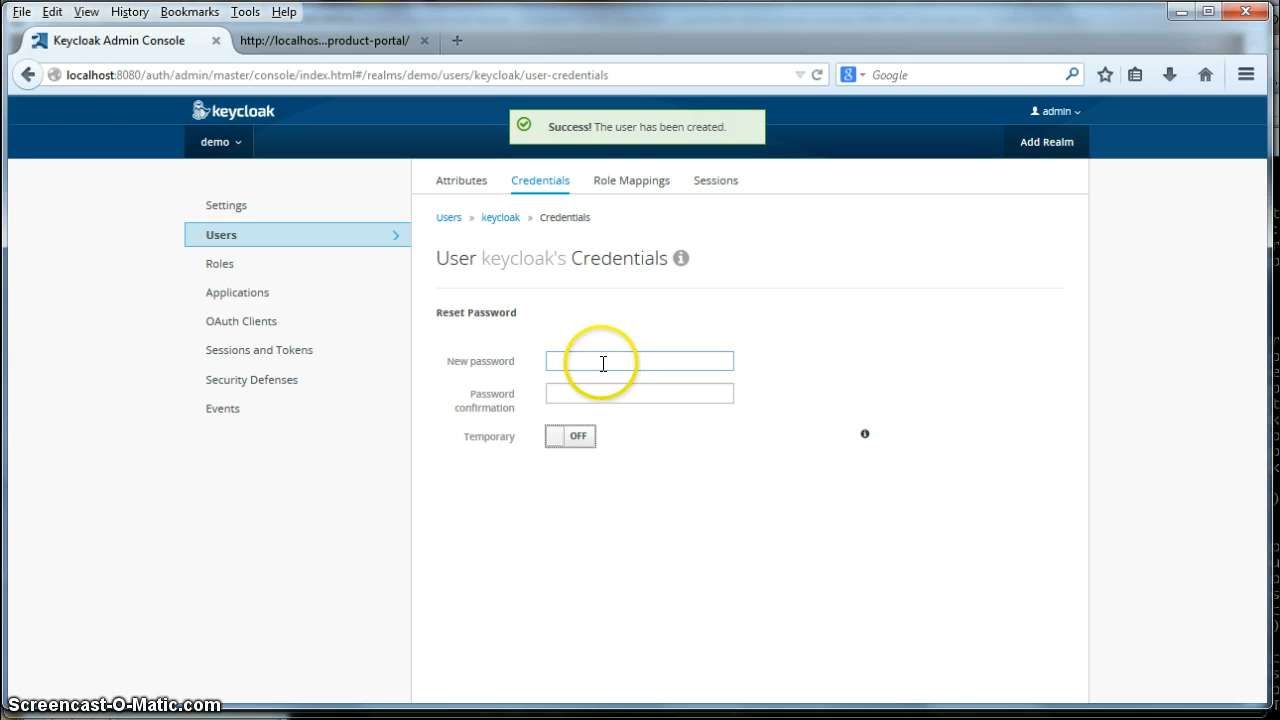 File Edit View History Bookmarks Tools Help
Keycloak Admin Console
http://localhos...product-portal/
localhost:8080/auth/admin/master/console/index.html#/realms/demo/users/keycloak/user-credentials
Google
keycloak
admin
Success! The user has been created.
demo
Add Realm
Attributes Credentials Role Mappings Sessions
Settings
Users
Roles
Applications
OAuth Clients
Sessions and Tokens
Security Defenses
Events
Users » keycloak » Credentials
User keycloak's Credentials
Reset Password
New password
Password
confirmation
Temporary
OFF
Screencast-O-Matic.com